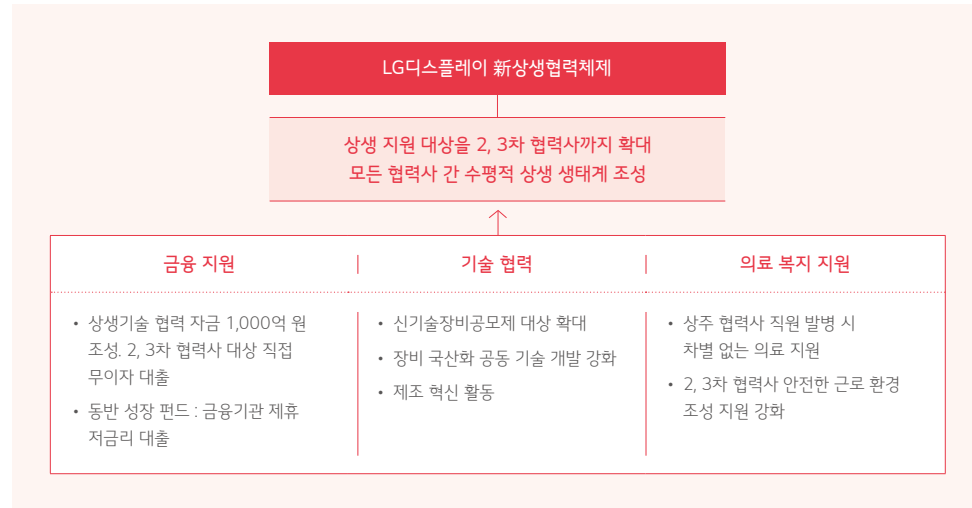 LG디스플레이 新상생협력체제
상생 지원 대상을 2, 3차 협력사까지 확대
모든 협력사 간 수평적 상생 생태계 조성
금융 지원
• 상생기술 협력 자금 1,000억 원
조성. 2, 3차 협력사 대상 직접
무이자 대출
• 동반 성장 펀드 : 금융기관 제휴
저금리 대출
기술 협력
• 신기술장비공모제 대상 확대
• 장비 국산화 공동 기술 개발 강화
• 제조 혁신 활동
의료 복지 지원
• 상주 협력사 직원 발병 시
차별 없는 의료 지원
• 2, 3차 협력사 안전한 근로 환경
조성 지원 강화